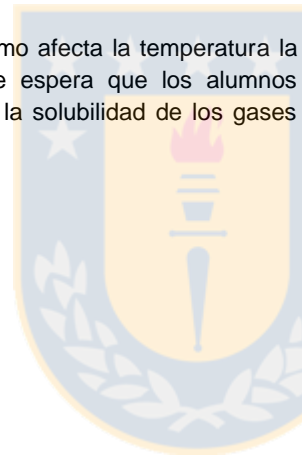 mo afecta la temperatura la
e espera que los alumnos
la solubilidad de los gases